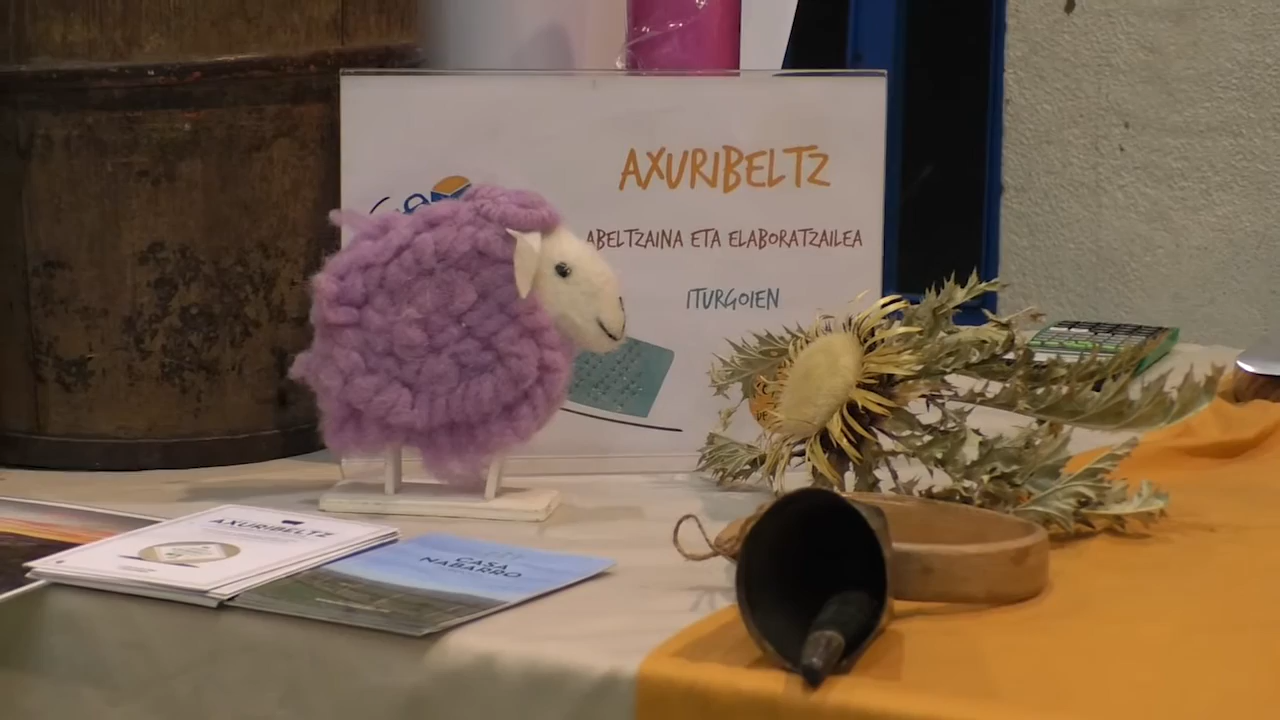 AXURIBELTZ
ABELTZAINA ETA ELABORATZAILEA
ITURGOIEN
AXURIBELTZ
CASA
NABARRO